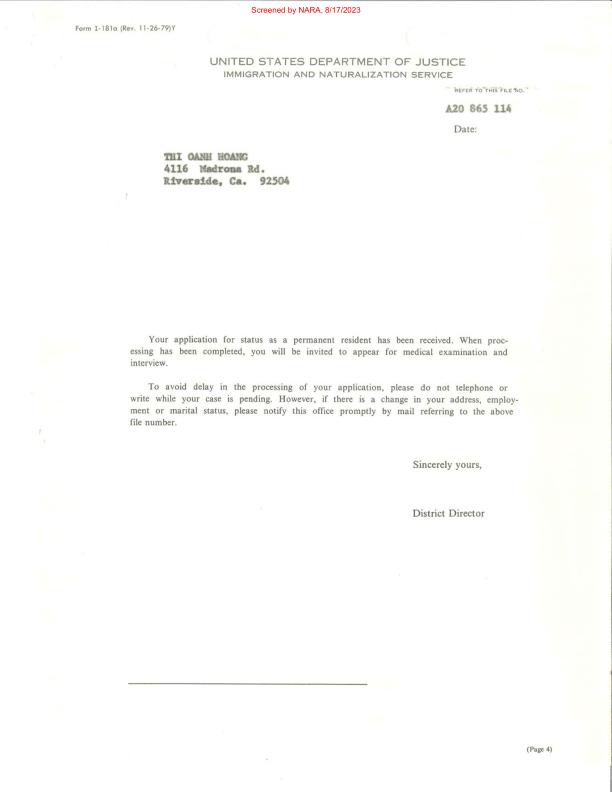 Screened by NARA, 8/17/2023
Form I-181a (Rev. 11-26-79)Y
UNITED STATES DEPARTMENT OF JUSTICE
IMMIGRATION AND NATURALIZATION SERVICE
REFER TO THIS FILE NO.
A20 865 114
Date:
THI OANH HOANG
4116 Madrona Rd.
Riverside, Ca. 92504
Your application for status as a permanent resident has been received. When proc-
essing has been completed, you will be invited to appear for medical examination and
interview.
To avoid delay in the processing of your application, please do not telephone or
write while your case is pending. However, if there is a change in your address, employ-
ment or marital status, please notify this office promptly by mail referring to the above
file number.
Sincerely yours,
District Director
(Page 4)